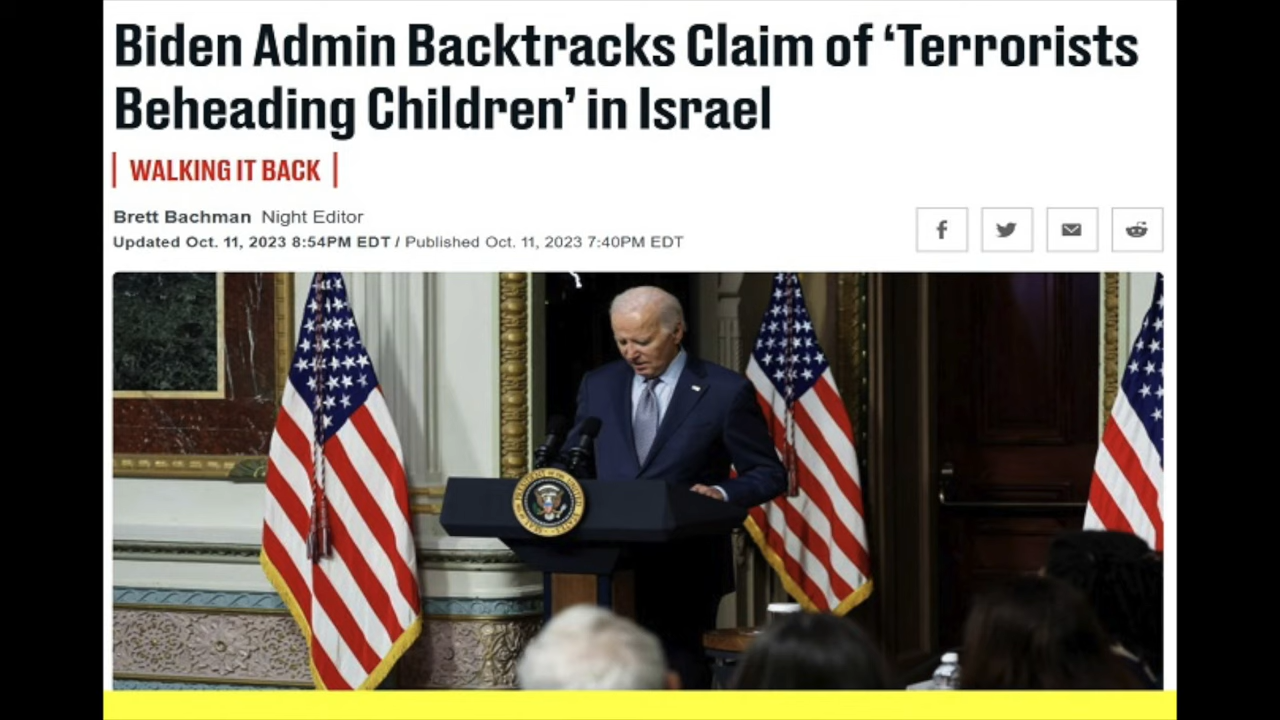 Biden Admin Backtracks Claim of ‘Terrorists
Beheading Children’ in Israel
WALKING IT BACK
Brett Bachman Night Editor
Updated Oct. 11, 2023 8:54PM EDT / Published Oct. 11, 2023 7:40PM EDT